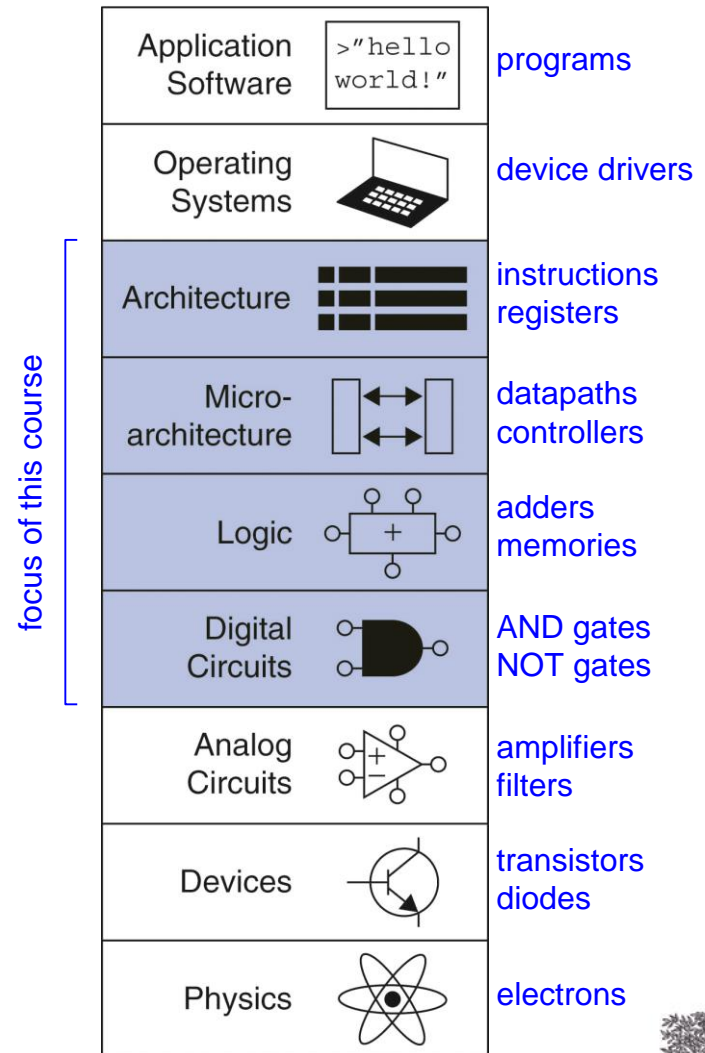 Application
Software
>"hello
world!"
programs
Operating
Systems
device drivers
focus of this course
Architecture
instructions
registers
Micro-
architecture
datapaths
controllers
Logic
+
adders
memories
Digital
Circuits
AND gates
NOT gates
Analog
Circuits
+
−
amplifiers
filters
Devices
transistors
diodes
Physics
electrons